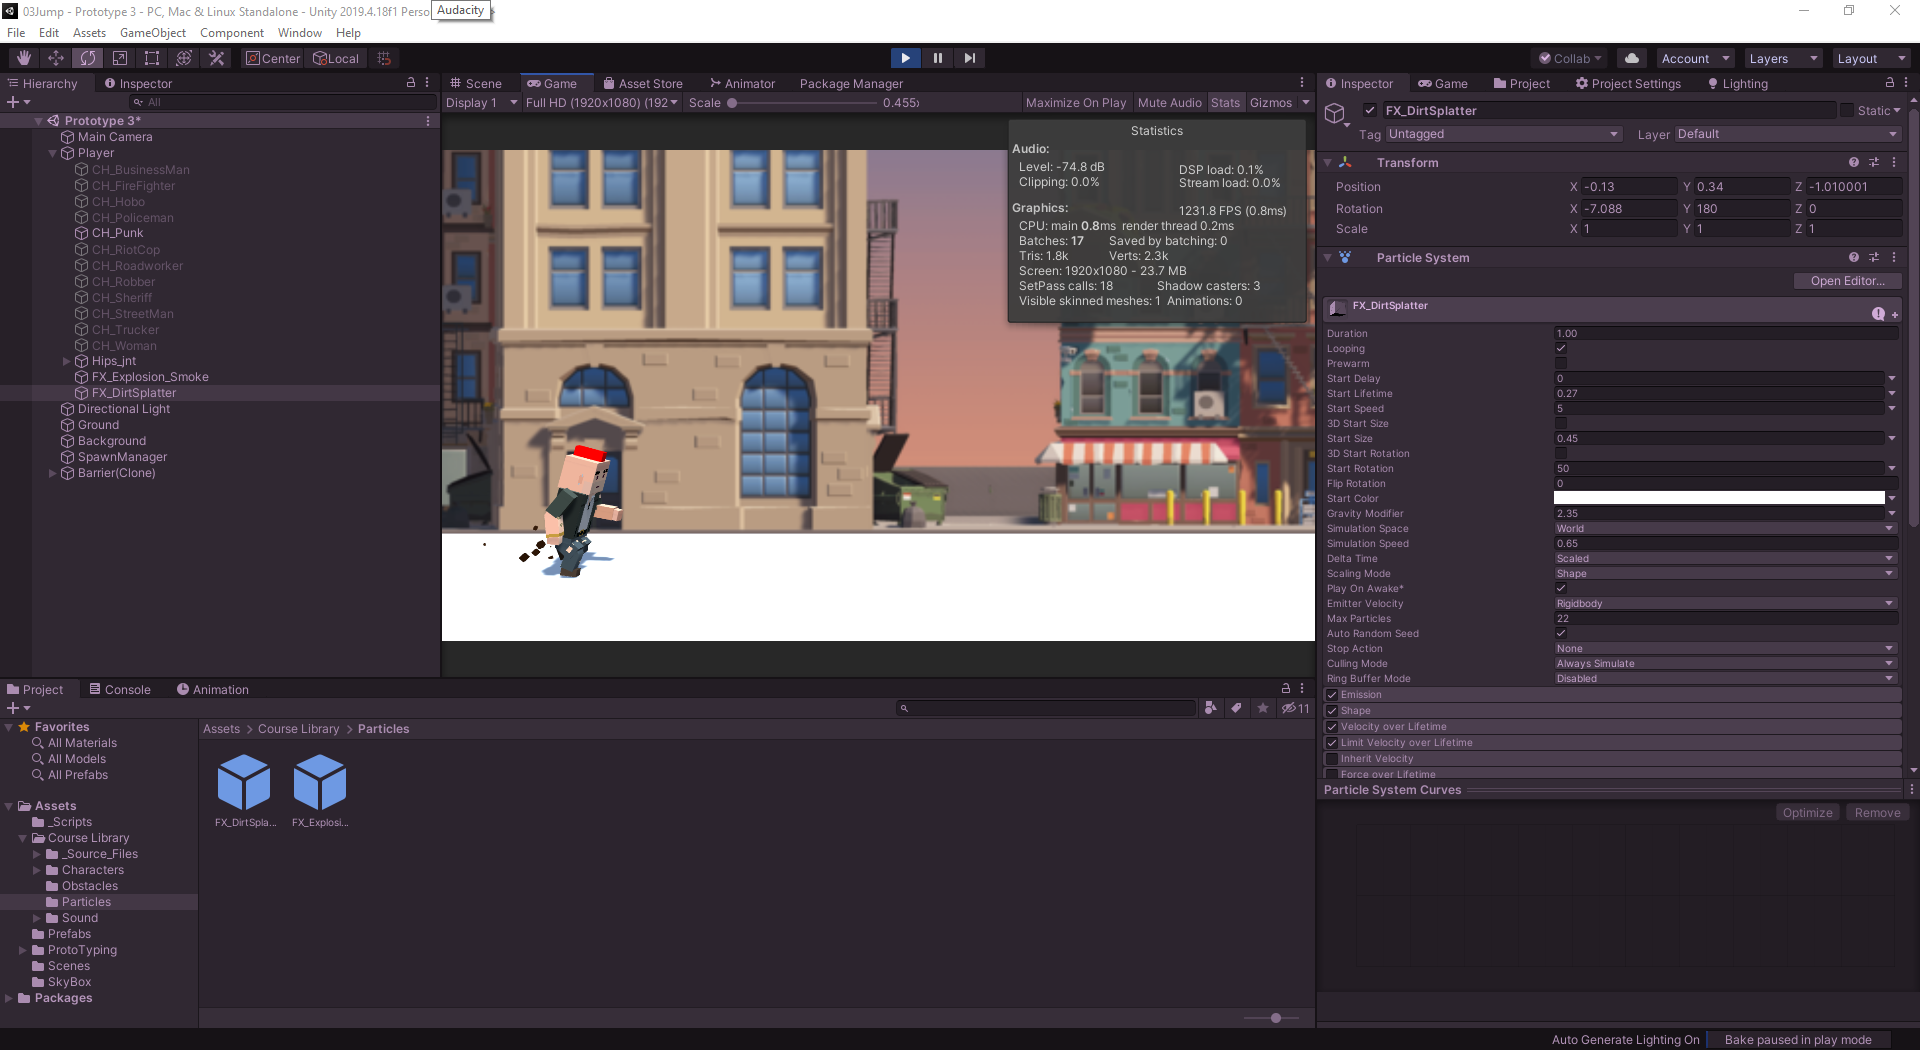 03Jump - Prototype 3 - PC, Mac & Linux Standalone - Unity 2019.4.18f1 Perso
Audacity
File Edit Assets GameObject Component Window Help
Center Local
Collab Account Layers Layout
Hierarchy Inspector
All
Prototype 3*
Main Camera
Player
CH_BusinessMan
CH_FireFighter
CH_Hobo
CH_Policeman
CH_Punk
CH_RiotCop
CH_Roadworker
CH_Robber
CH_Sheriff
CH_StreetMan
CH_Trucker
CH_Woman
Hips_jnt
FX_Explosion_Smoke
FX_DirtSplatter
Directional Light
Ground
Background
SpawnManager
Barrier(Clone)
Scene Game Asset Store Animator Package Manager
Display 1 Full HD (1920x1080) (192 Scale 0.455 Maximize On Play Mute Audio Stats Gizmos
Statistics
Audio:
Level: -74.8 dB DSP load: 0.1%
Clipping: 0.0% Stream load: 0.0%
Graphics: 1231.8 FPS (0.8ms)
CPU: main 0.8ms render thread 0.2ms
Batches: 17 Saved by batching: 0
Tris: 1.8k Verts: 2.3k
Screen: 1920x1080 - 23.7 MB
SetPass calls: 18 Shadow casters: 3
Visible skinned meshes: 1 Animations: 0
Inspector Game Project Project Settings Lighting
FX_DirtSplatter Static
Tag Untagged Layer Default
Transform
Position X -0.13 Y 0.34 Z -1.010001
Rotation X -7.088 Y 180 Z 0
Scale X 1 Y 1 Z 1
Particle System
Open Editor...
FX_DirtSplatter
Duration 1.00
Looping
Prewarm
Start Delay 0
Start Lifetime 0.27
Start Speed 5
3D Start Size
Start Size 0.45
3D Start Rotation
Start Rotation 50
Flip Rotation 0
Start Color
Gravity Modifier 2.35
Simulation Space World
Simulation Speed 0.65
Delta Time Scaled
Scaling Mode Shape
Play On Awake*
Emitter Velocity Rigidbody
Max Particles 22
Auto Random Seed
Stop Action None
Culling Mode Always Simulate
Ring Buffer Mode Disabled
Emission
Shape
Velocity over Lifetime
Limit Velocity over Lifetime
Inherit Velocity
Force over Lifetime
Particle System Curves
Optimize Remove
Project Console Animation
11
Favorites
All Materials
All Models
All Prefabs
Assets
_Scripts
Course Library
_Source_Files
Characters
Obstacles
Particles
Sound
Prefabs
ProtoTyping
Scenes
SkyBox
Packages
Assets > Course Library > Particles
FX_DirtSpla... FX_Explosi...
Auto Generate Lighting On Bake paused in play mode